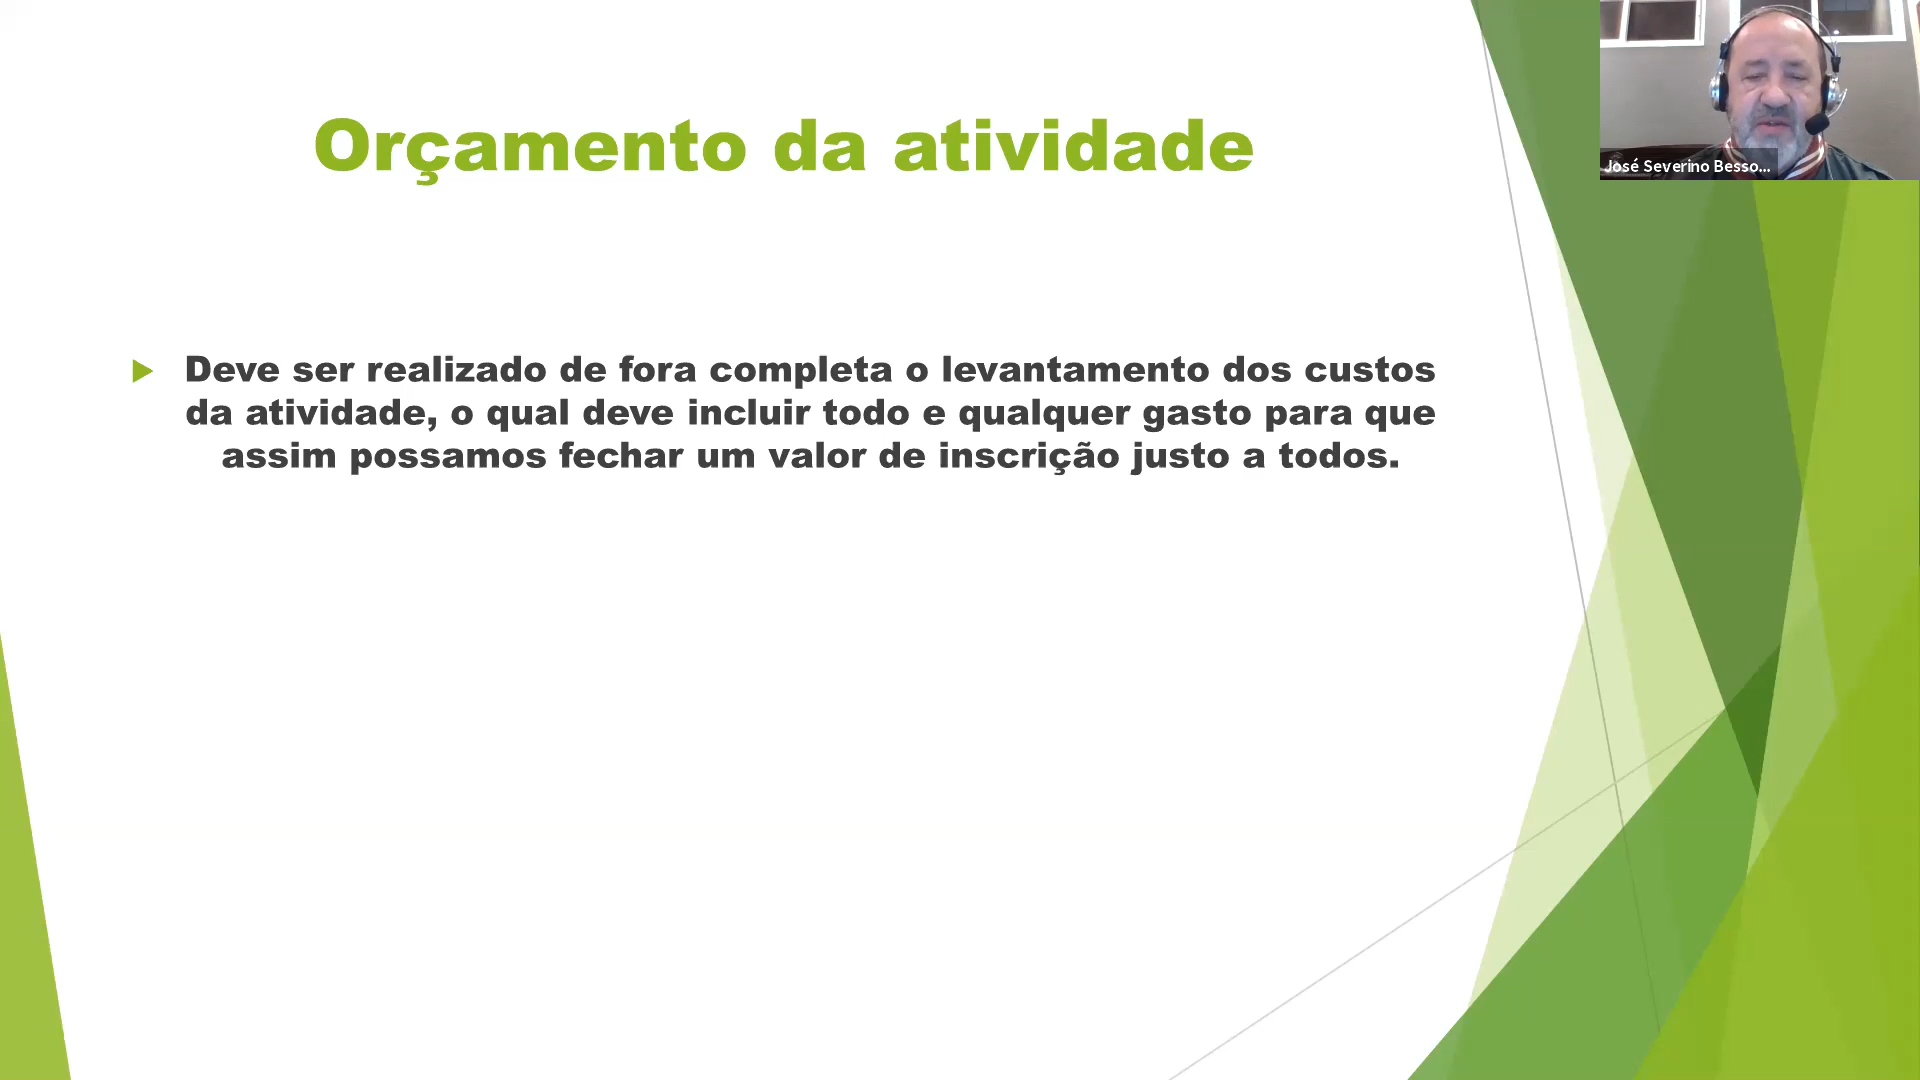 Orçamento da atividade
José Severino Besso...
Deve ser realizado de fora completa o levantamento dos custos
da atividade, o qual deve incluir todo e qualquer gasto para que
assim possamos fechar um valor de inscrição justo a todos.